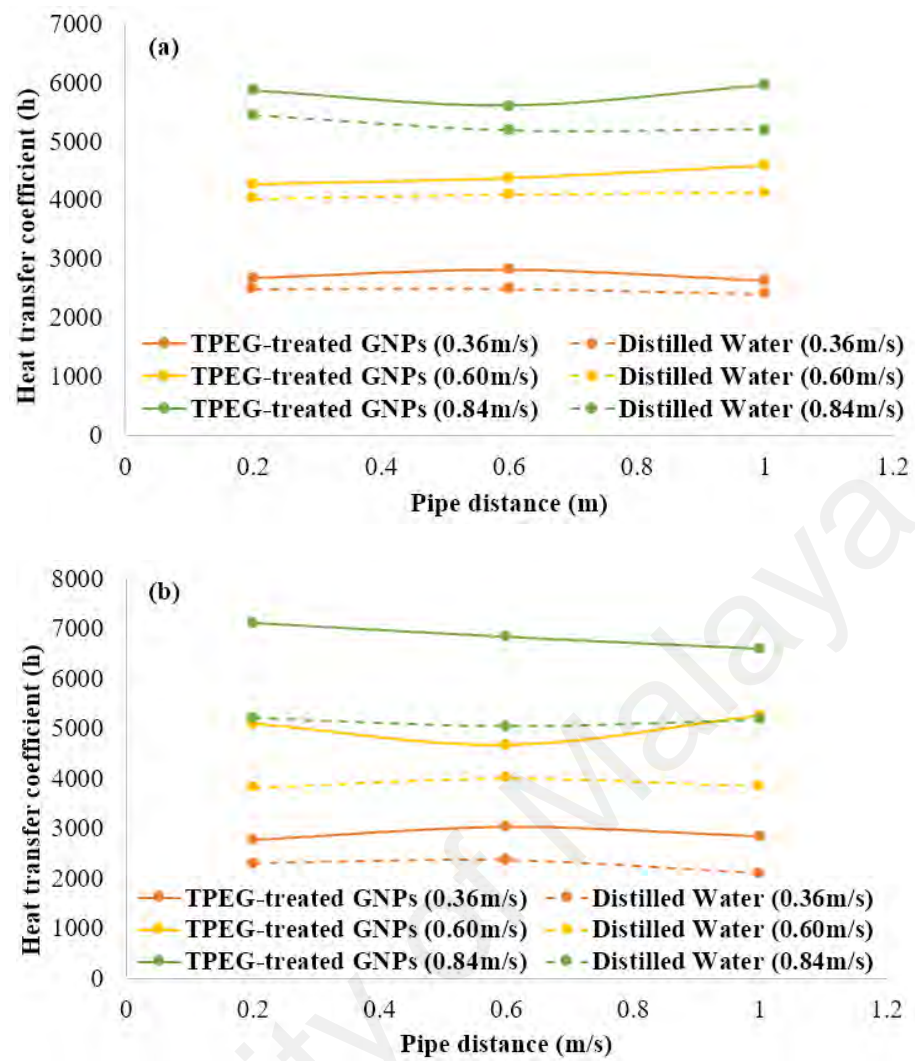 (a)
Heat transfer coefficient (h)
7000
6000
5000
4000
3000
2000
1000
0
TPEG-treated GNPs (0.36m/s) Distilled Water (0.36m/s)
TPEG-treated GNPs (0.60m/s) Distilled Water (0.60m/s)
TPEG-treated GNPs (0.84m/s) Distilled Water (0.84m/s)
0 0.2 0.4 0.6 0.8 1 1.2
Pipe distance (m)
(b)
Heat transfer coefficient (h)
8000
7000
6000
5000
4000
3000
2000
1000
0
TPEG-treated GNPs (0.36m/s) Distilled Water (0.36m/s)
TPEG-treated GNPs (0.60m/s) Distilled Water (0.60m/s)
TPEG-treated GNPs (0.84m/s) Distilled Water (0.84m/s)
0 0.2 0.4 0.6 0.8 1 1.2
Pipe distance (m/s)
ity of Malaya